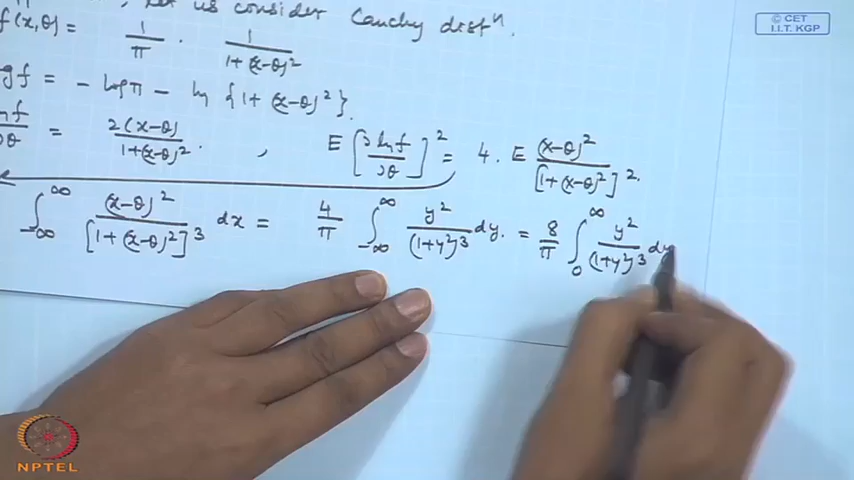 let us consider Cauchy distⁿ.
f(x,θ) = 1/π · 1/(1+(x-θ)²)
log f = - log π - ln {1+(x-θ)²}.
∂ ln f/∂θ = 2(x-θ)/(1+(x-θ)²) . , E [∂ ln f/∂θ]² = 4. E (x-θ)²/[1+(x-θ)²]².
∫_{-∞}^{∞} (x-θ)²/[1+(x-θ)²]³ dx = 4/π ∫_{-∞}^{∞} y²/(1+y²)³ dy. = 8/π ∫_0^∞ y²/(1+y²)³ dy
© CET
I.I.T. KGP
NPTEL